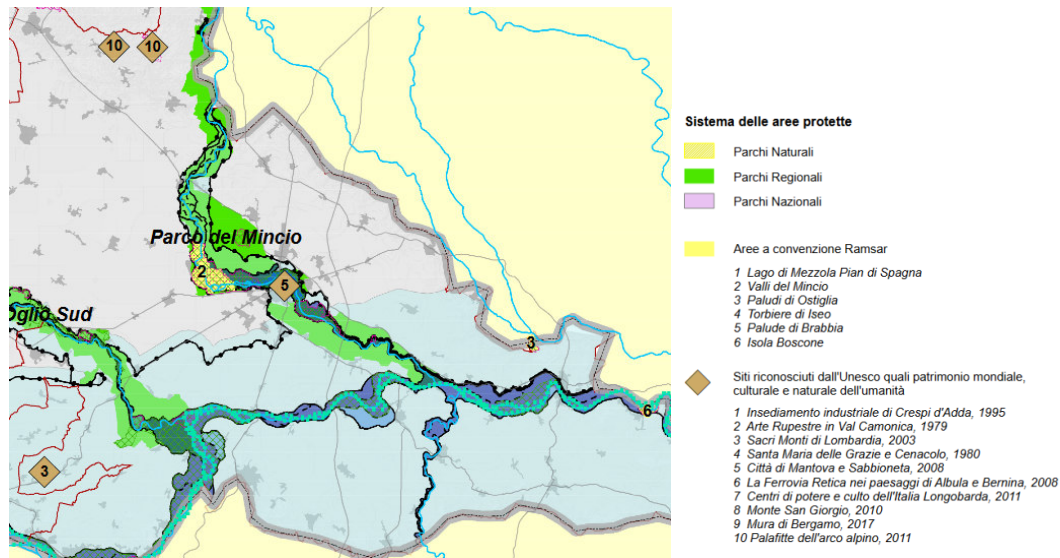 10
10
Parco del Mincio
2
5
Oglio Sud
3
6
3
Sistema delle aree protette
Parchi Naturali
Parchi Regionali
Parchi Nazionali
Aree a convenzione Ramsar
1 Lago di Mezzola Pian di Spagna
2 Valli del Mincio
3 Paludi di Ostiglia
4 Torbiere di Iseo
5 Palude di Brabbia
6 Isola Boscone
Siti riconosciuti dall'Unesco quali patrimonio mondiale,
culturale e naturale dell'umanità
1 Insediamento industriale di Crespi d'Adda, 1995
2 Arte Rupestre in Val Camonica, 1979
3 Sacri Monti di Lombardia, 2003
4 Santa Maria delle Grazie e Cenacolo, 1980
5 Città di Mantova e Sabbioneta, 2008
6 La Ferrovia Retica nei paesaggi di Albula e Bernina, 2008
7 Centri di potere e culto dell'Italia Longobarda, 2011
8 Monte San Giorgio, 2010
9 Mura di Bergamo, 2017
10 Palafitte dell'arco alpino, 2011